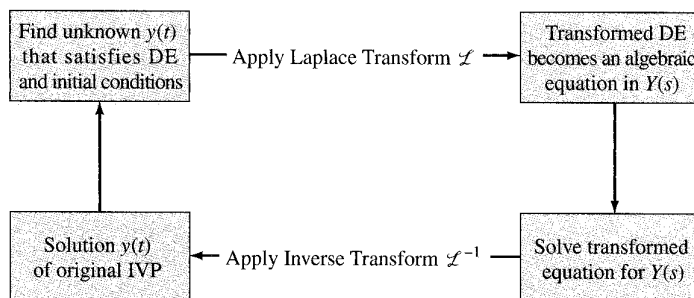 Find unknown y(t)
that satisfies DE
and initial conditions
Apply Laplace Transform ℒ
Transformed DE
becomes an algebraic
equation in Y(s)
Solution y(t)
of original IVP
Apply Inverse Transform ℒ⁻¹
Solve transformed
equation for Y(s)